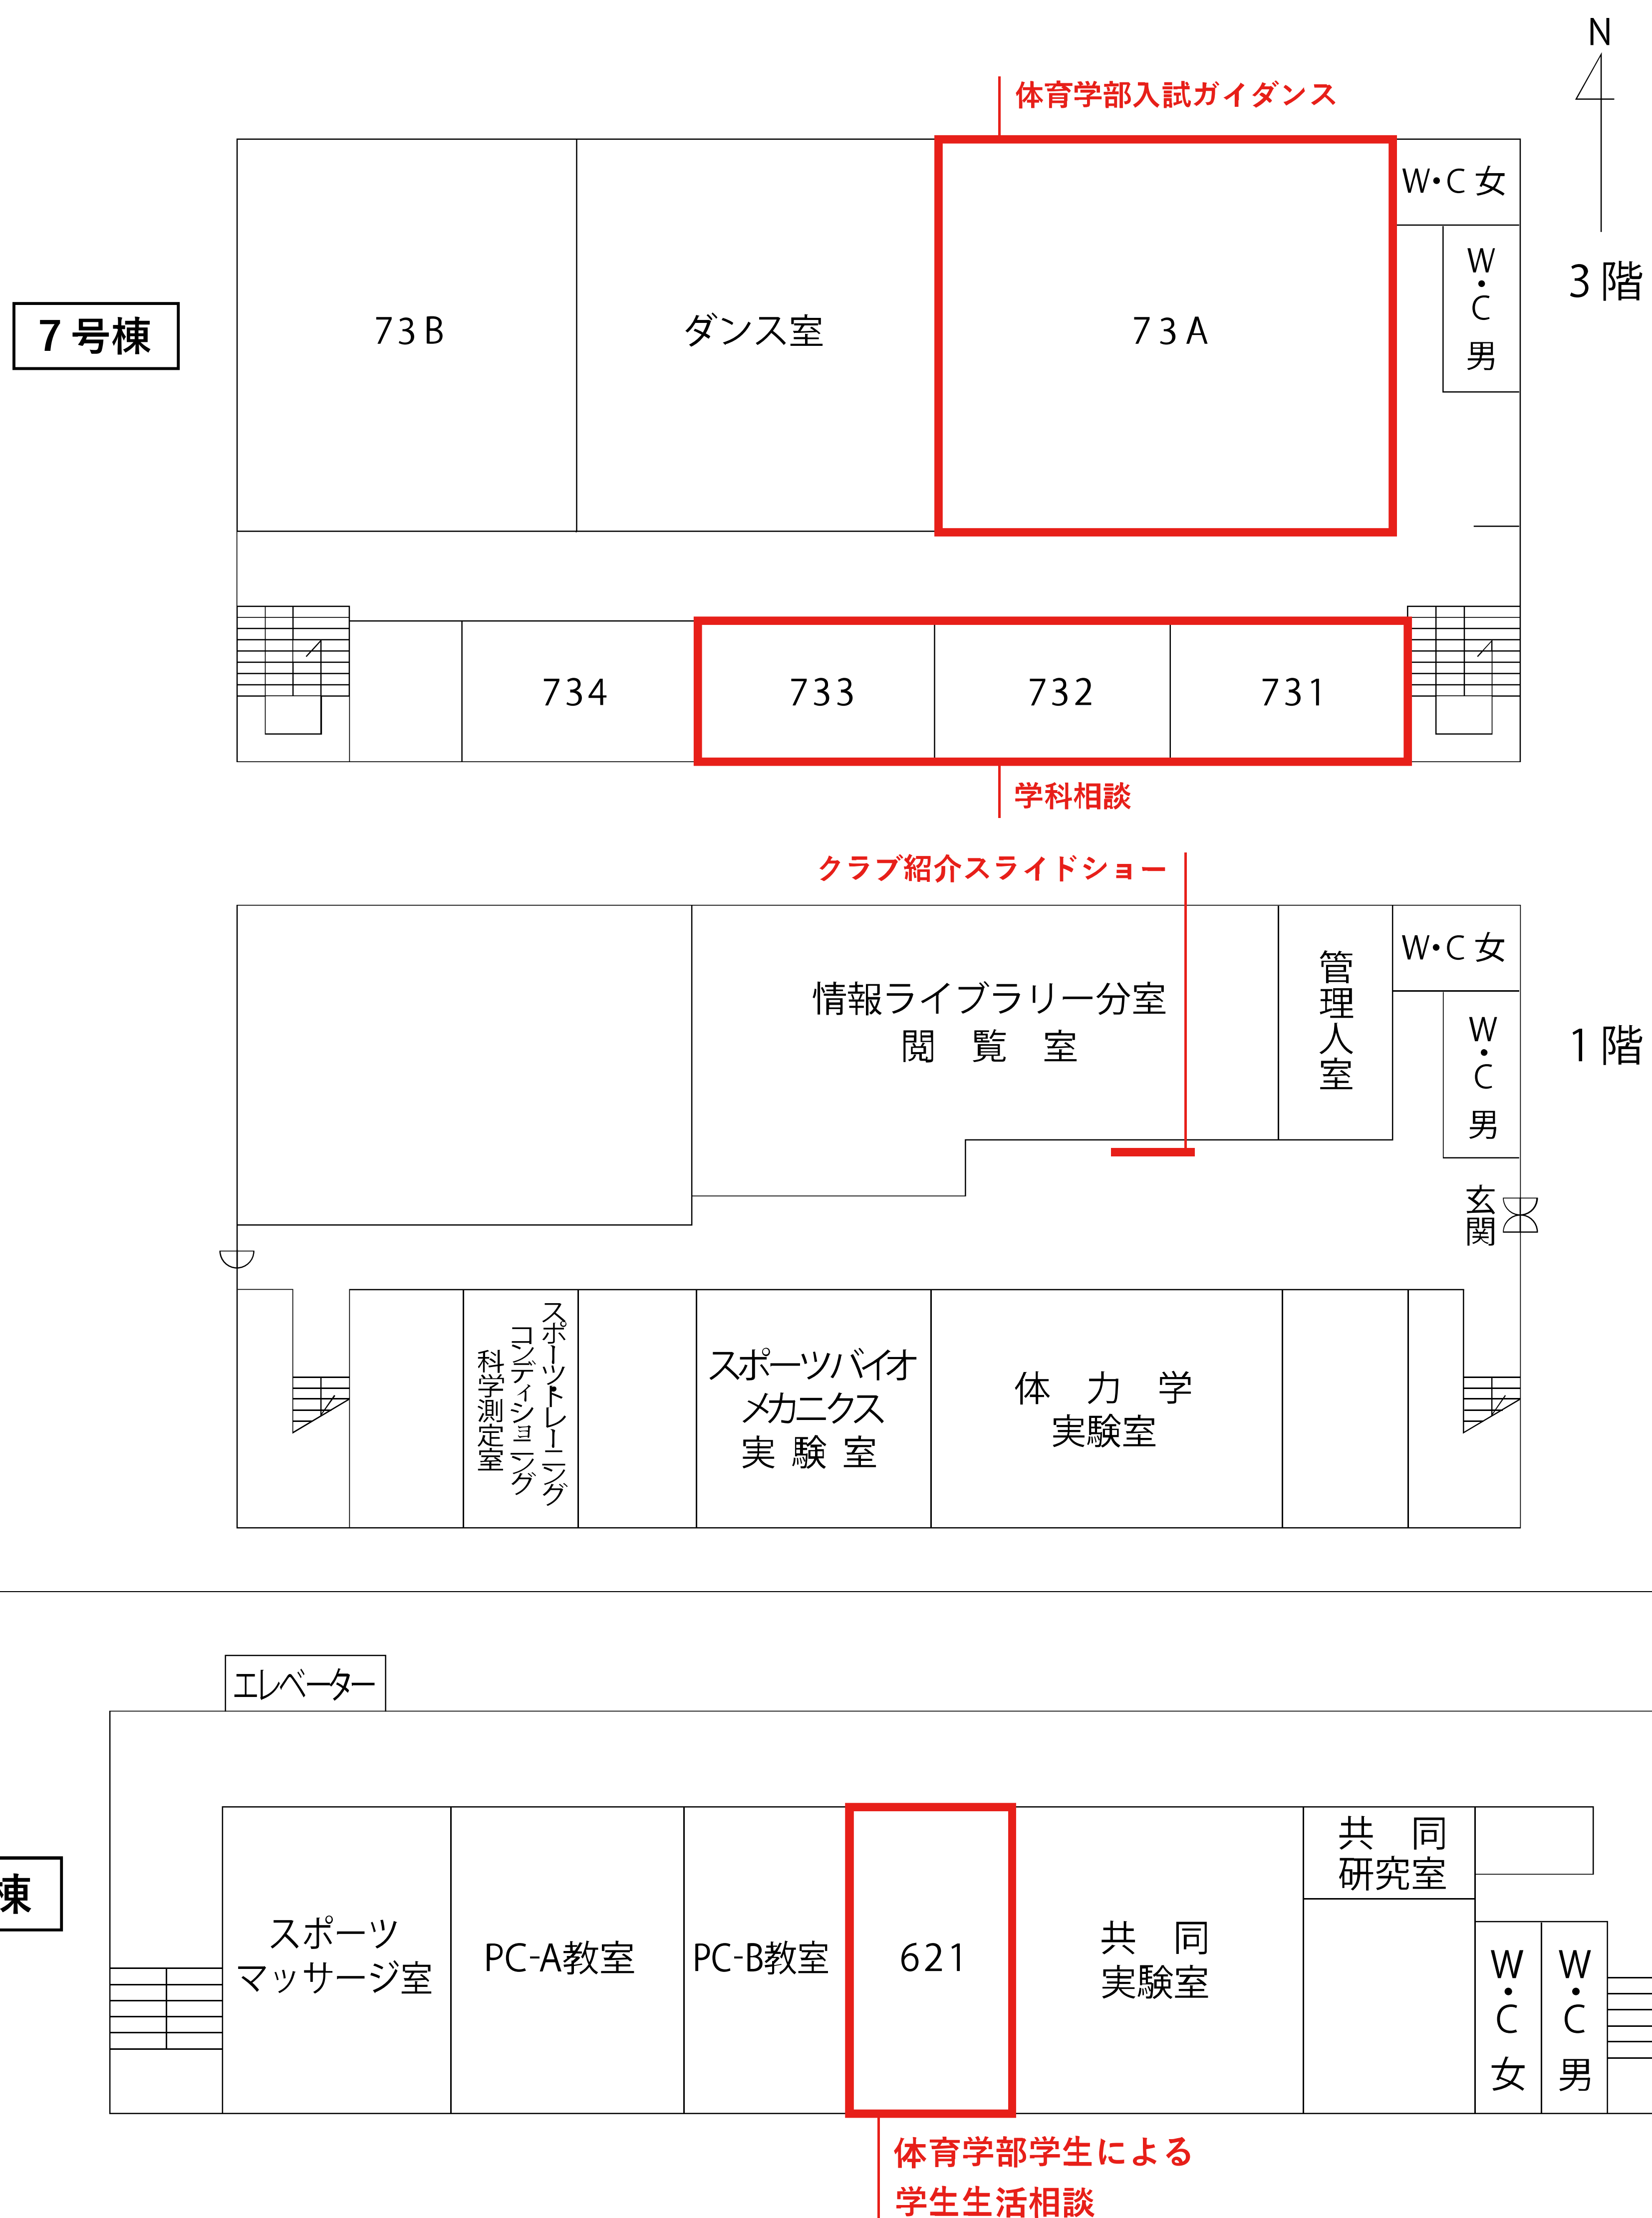 N
体育学部入試ガイダンス
W・C 女
W・C 男
3 階
7 号棟
73B
ダンス室
73A
734
733
732
731
学科相談
クラブ紹介スライドショー
情報ライブラリー分室
閲 覧 室
管理人室
W・C 女
W・C 男
1 階
玄関
スポーツトレーニング
コンディショニング
科学測定室
スポーツバイオ
メカニクス
実 験 室
体 力 学
実験室
エレベーター
棟
スポーツ
マッサージ室
PC-A教室
PC-B教室
621
共 同
実験室
共 同
研究室
W・C 女
W・C 男
体育学部学生による
学生生活相談